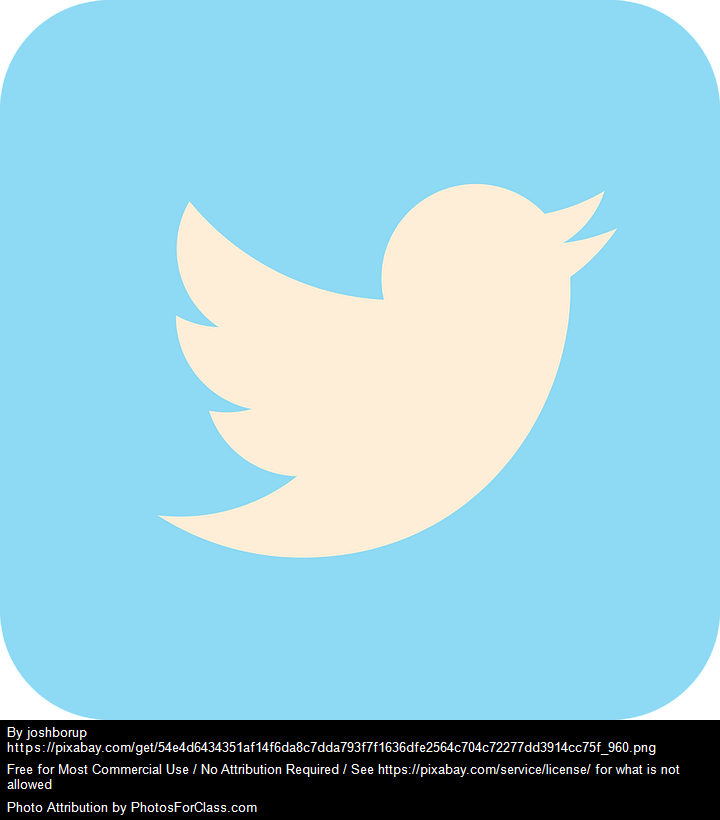 By joshborup
https://pixabay.com/get/54e4d6434351af14f6da8c7dda793f7f1636dfe2564c704c72277dd3914cc75f_960.png
Free for Most Commercial Use / No Attribution Required / See https://pixabay.com/service/license/ for what is not
allowed
Photo Attribution by PhotosForClass.com